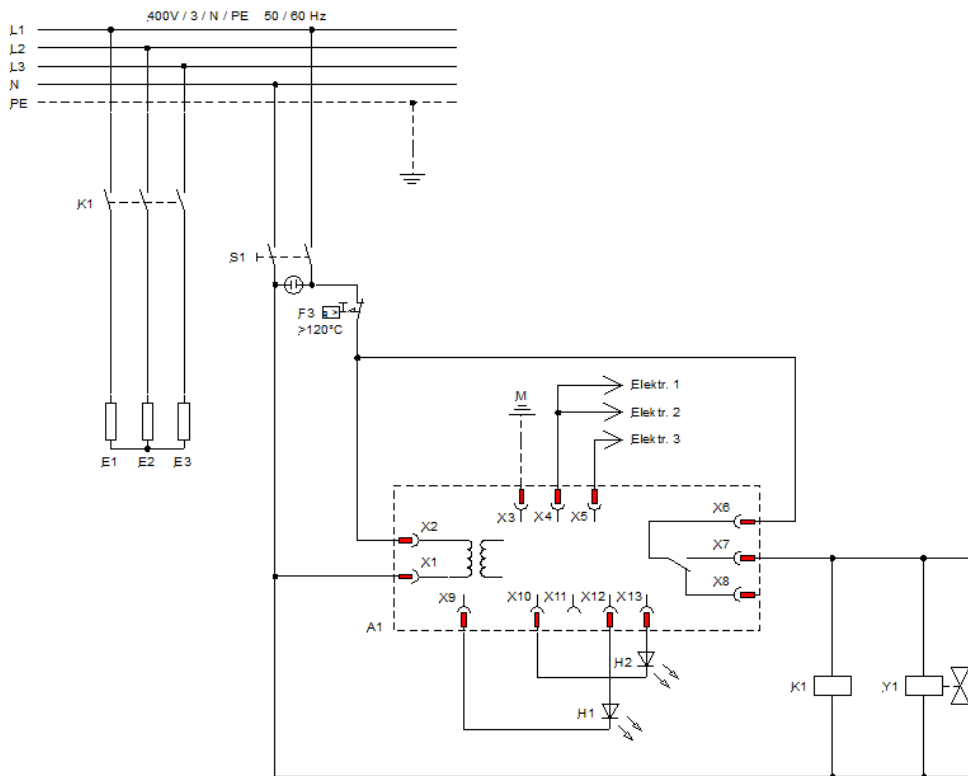 400V / 3 / N / PE 50 / 60 Hz
L1
L2
L3
N
PE
K1
S1
F3
>120°C
E1 E2 E3
M
Elektr. 1
Elektr. 2
Elektr. 3
X3 X4 X5
X6
X2
X7
X1
X8
X9 X10 X11 X12 X13
A1
H2
K1 Y1
H1